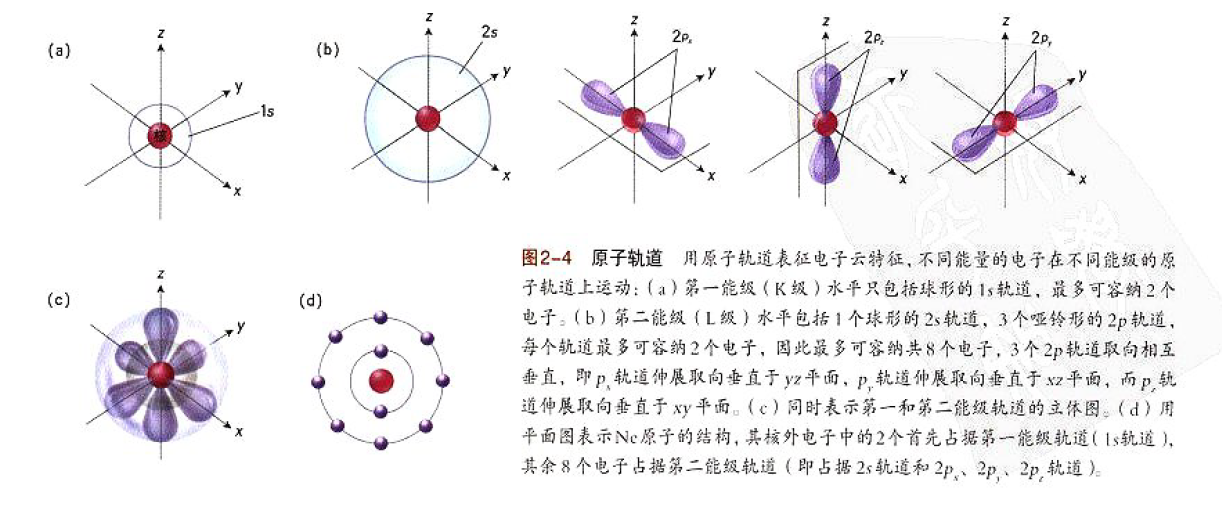 (a)
z
y
1s
核
x
(b)
z
2s
y
x
z
2pₓ
y
x
z
2p_z
y
x
z
2p_y
y
x
(c)
z
y
x
(d)
图2-4 原子轨道 用原子轨道表征电子云特征,不同能量的电子在不同能级的原
子轨道上运动:(a)第一能级(K级)水平只包括球形的1s轨道,最多可容纳2个
电子。(b)第二能级(L级)水平包括1个球形的2s轨道,3个哑铃形的2p轨道,
每个轨道最多可容纳2个电子,因此最多可容纳共8个电子,3个2p轨道取向相互
垂直,即pₓ轨道伸展取向垂直于yz平面,p_y轨道伸展取向垂直于xz平面,而p_z轨
道伸展取向垂直于xy平面。(c)同时表示第一和第二能级轨道的立体图。(d)用
平面图表示Ne原子的结构,其核外电子中的2个首先占据第一能级轨道(1s轨道),
其余8个电子占据第二能级轨道(即占据2s轨道和2pₓ、2p_y、2p_z轨道)。